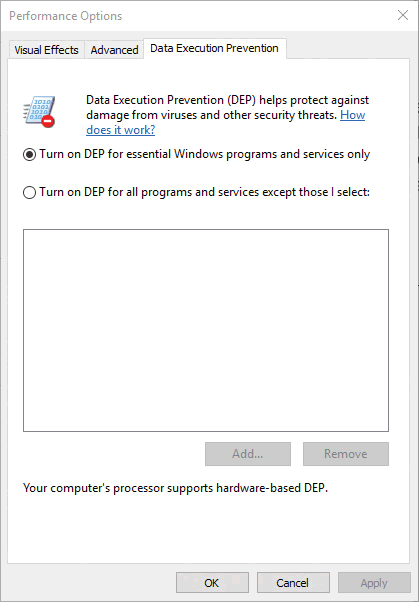 Performance Options
Visual Effects Advanced Data Execution Prevention
Data Execution Prevention (DEP) helps protect against
damage from viruses and other security threats. How
does it work?
Turn on DEP for essential Windows programs and services only
Turn on DEP for all programs and services except those I select:
Add... Remove
Your computer's processor supports hardware-based DEP.
OK Cancel Apply